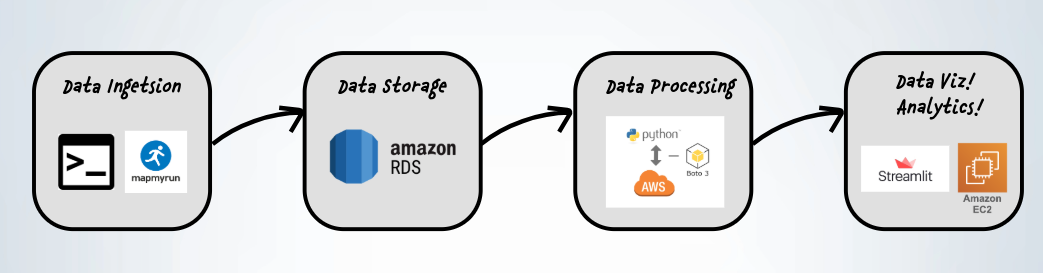 Data Ingetsion
>_
mapmyrun
Data Storage
amazon
RDS
Data Processing
python
Boto 3
AWS
Data Viz!
Analytics!
Streamlit
Amazon
EC2